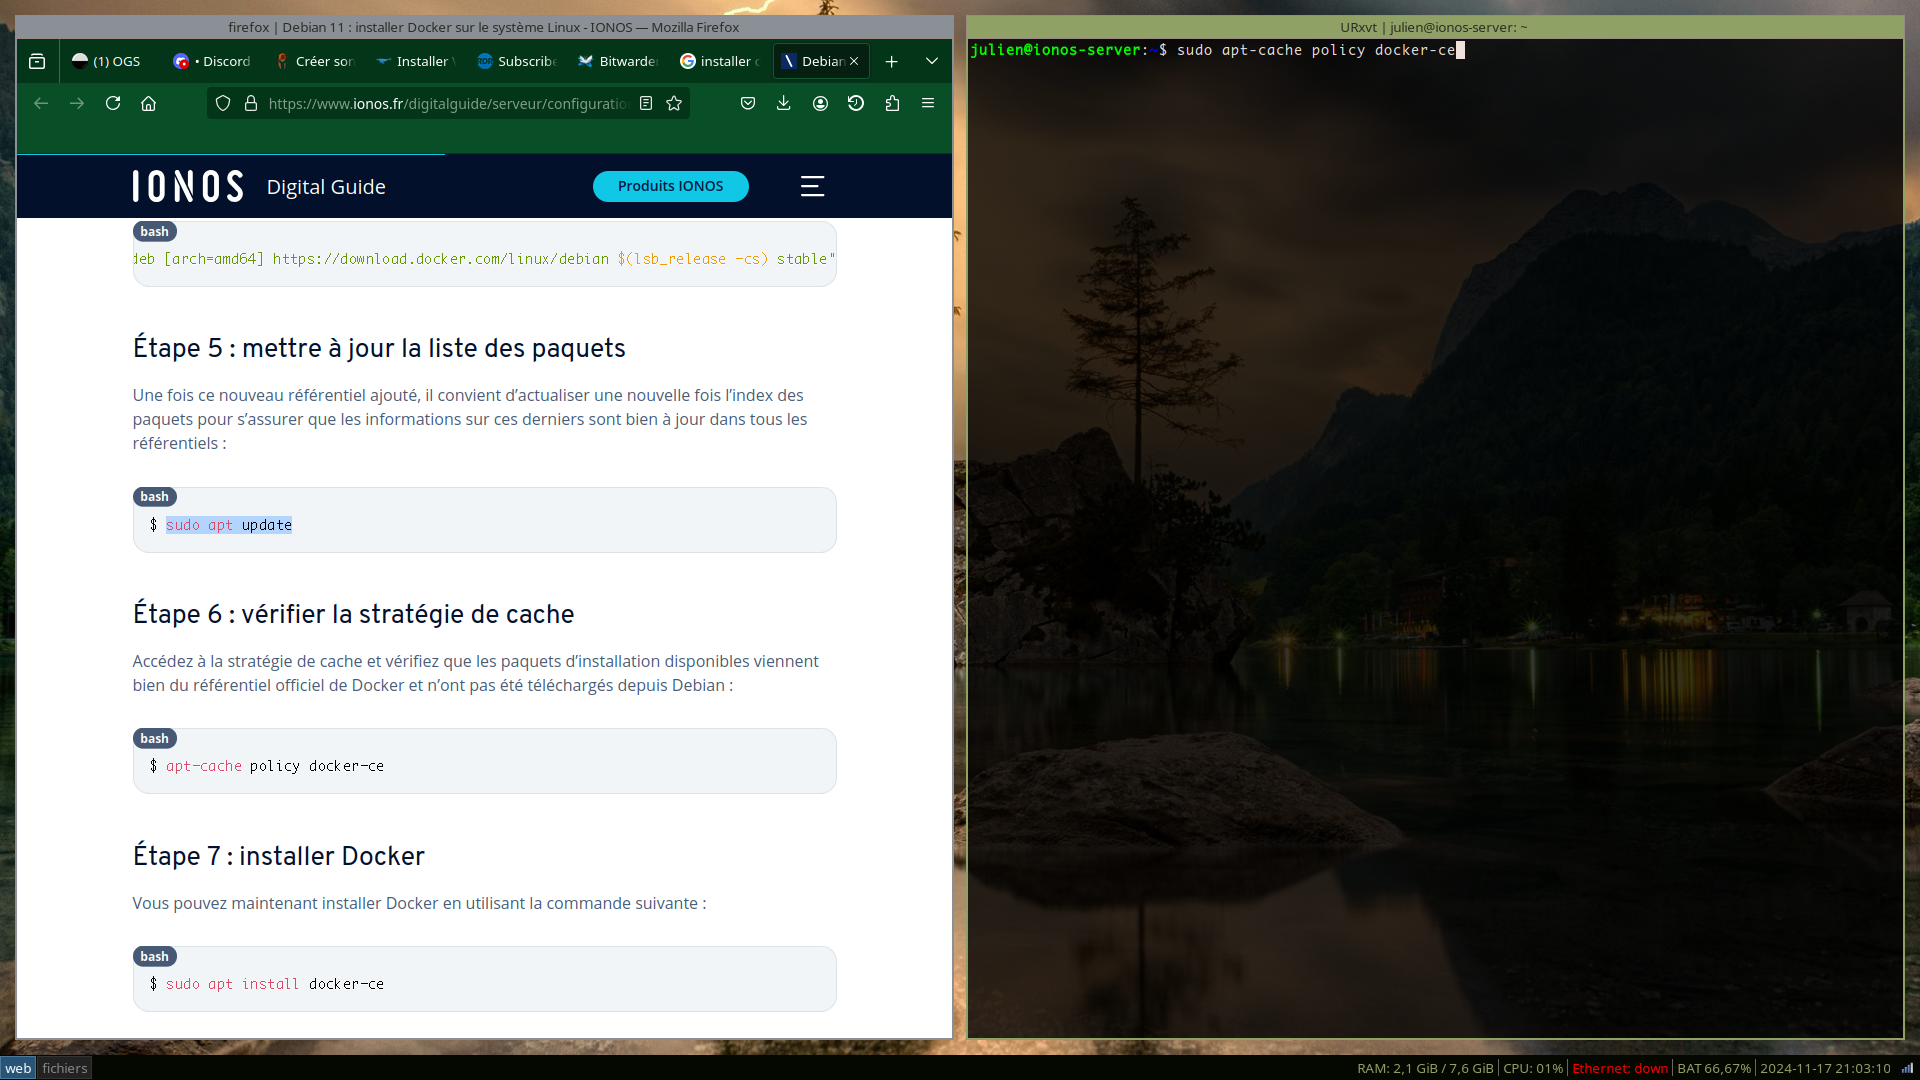 firefox | Debian 11 : installer Docker sur le système Linux - IONOS — Mozilla Firefox
(1) OGS
• Discord
Créer son
Installer
Subscribe
Bitwarde
installer
Debian
https://www.ionos.fr/digitalguide/serveur/configuratio
IONOS Digital Guide
Produits IONOS
bash
deb [arch=amd64] https://download.docker.com/linux/debian $(lsb_release -cs) stable"
Étape 5 : mettre à jour la liste des paquets
Une fois ce nouveau référentiel ajouté, il convient d’actualiser une nouvelle fois l’index des
paquets pour s’assurer que les informations sur ces derniers sont bien à jour dans tous les
référentiels :
bash
$ sudo apt update
Étape 6 : vérifier la stratégie de cache
Accédez à la stratégie de cache et vérifiez que les paquets d’installation disponibles viennent
bien du référentiel officiel de Docker et n’ont pas été téléchargés depuis Debian :
bash
$ apt-cache policy docker-ce
Étape 7 : installer Docker
Vous pouvez maintenant installer Docker en utilisant la commande suivante :
bash
$ sudo apt install docker-ce
URxvt | julien@ionos-server: ~
julien@ionos-server:~$ sudo apt-cache policy docker-ce
web
fichiers
RAM: 2,1 GiB / 7,6 GiB | CPU: 01% | Ethernet: down | BAT 66,67% | 2024-11-17 21:03:10